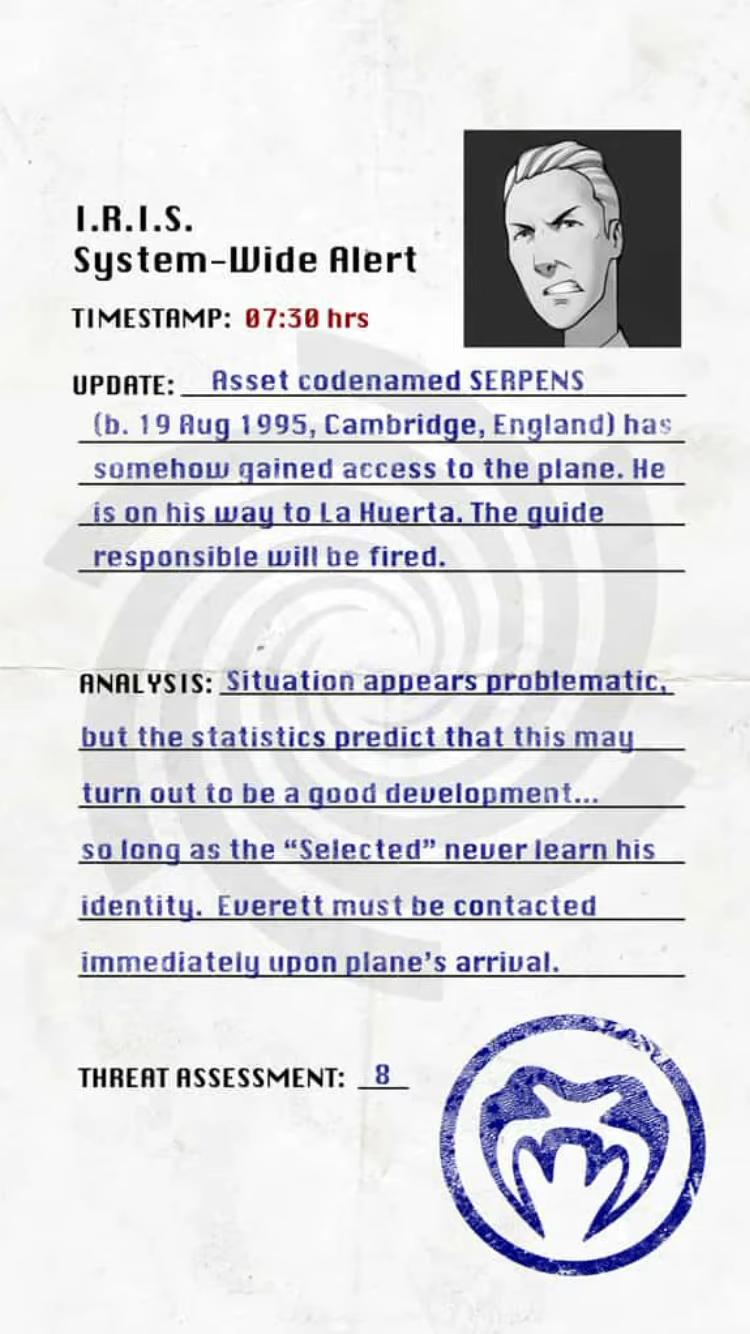 I.R.I.S.
System-Wide Alert
TIMESTAMP: 07:30 hrs
UPDATE: Asset codenamed SERPENS
(b. 19 Aug 1995, Cambridge, England) has
somehow gained access to the plane. He
is on his way to La Huerta. The guide
responsible will be fired.
ANALYSIS: Situation appears problematic,
but the statistics predict that this may
turn out to be a good development...
so long as the “Selected” never learn his
identity. Everett must be contacted
immediately upon plane’s arrival.
THREAT ASSESSMENT: 8